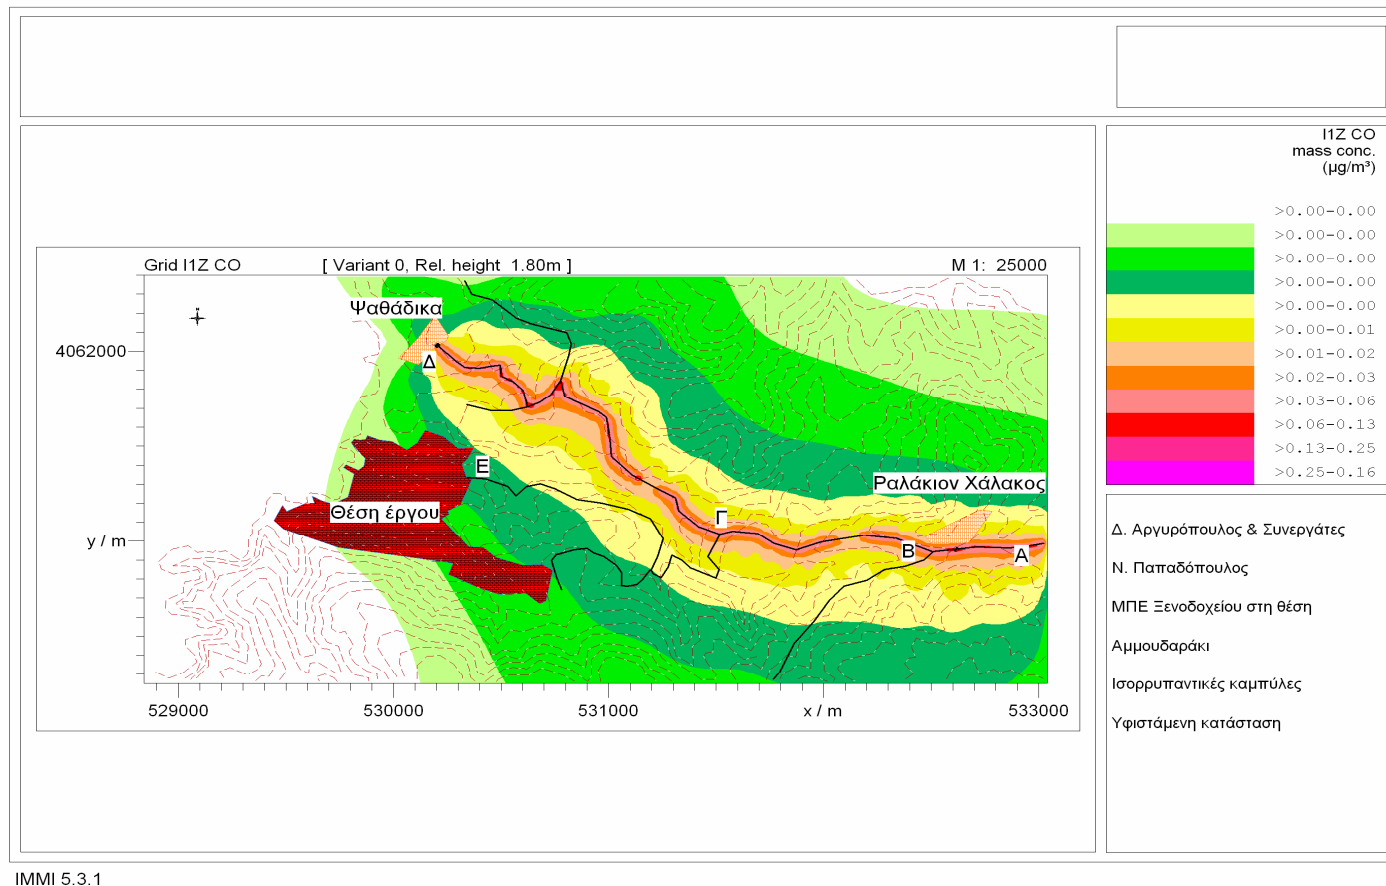 I1Z CO
mass conc.
(µg/m³)
>0.00-0.00
>0.00-0.00
>0.00-0.00
>0.00-0.00
>0.00-0.00
>0.00-0.01
>0.01-0.02
>0.02-0.03
>0.03-0.06
>0.06-0.13
>0.13-0.25
>0.25-0.16
Grid I1Z CO [ Variant 0, Rel. height 1.80m ] M 1: 25000
Ψαθάδικα
4062000
Δ
Ε
Ραλάκιον Χάλακος
Θέση έργου
Γ
y / m
Β
Α
529000 530000 531000 x / m 533000
Δ. Αργυρόπουλος & Συνεργάτες
Ν. Παπαδόπουλος
ΜΠΕ Ξενοδοχείου στη θέση
Αμμουδαράκι
Ισορρυπαντικές καμπύλες
Υφιστάμενη κατάσταση
IMMI 5.3.1